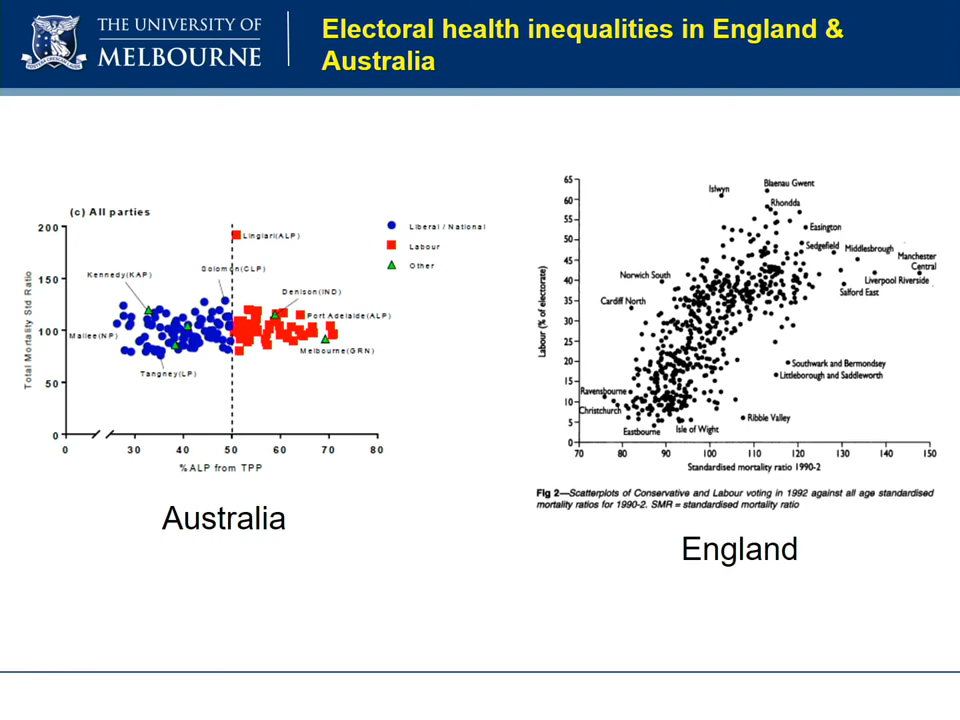 THE UNIVERSITY OF
MELBOURNE
Electoral health inequalities in England &
Australia
(c) All parties
Total Mortality Std Ratio
200
150
100
50
0
0
30
40
50
60
70
80
%ALP from TPP
Kennedy(KAP)
Mallee(NP)
Tangney(LP)
Lingiari(ALP)
Solomon(CLP)
Denison(IND)
Port Adelaide(ALP)
Melbourne(GRN)
Liberal / National
Labour
Other
Australia
Labour (% of electorate)
65
60
55
50
45
40
35
30
25
20
15
10
5
0
70
80
90
100
110
120
130
140
150
Standardised mortality ratio 1990-2
Islwyn
Blaenau Gwent
Rhondda
Easington
Sedgefield
Middlesbrough
Manchester
Central
Liverpool Riverside
Salford East
Norwich South
Cardiff North
Southwark and Bermondsey
Littleborough and Saddleworth
Ravensbourne
Christchurch
Eastbourne
Isle of Wight
Ribble Valley
Fig 2—Scatterplots of Conservative and Labour voting in 1992 against all age standardised
mortality ratios for 1990-2. SMR = standardised mortality ratio
England